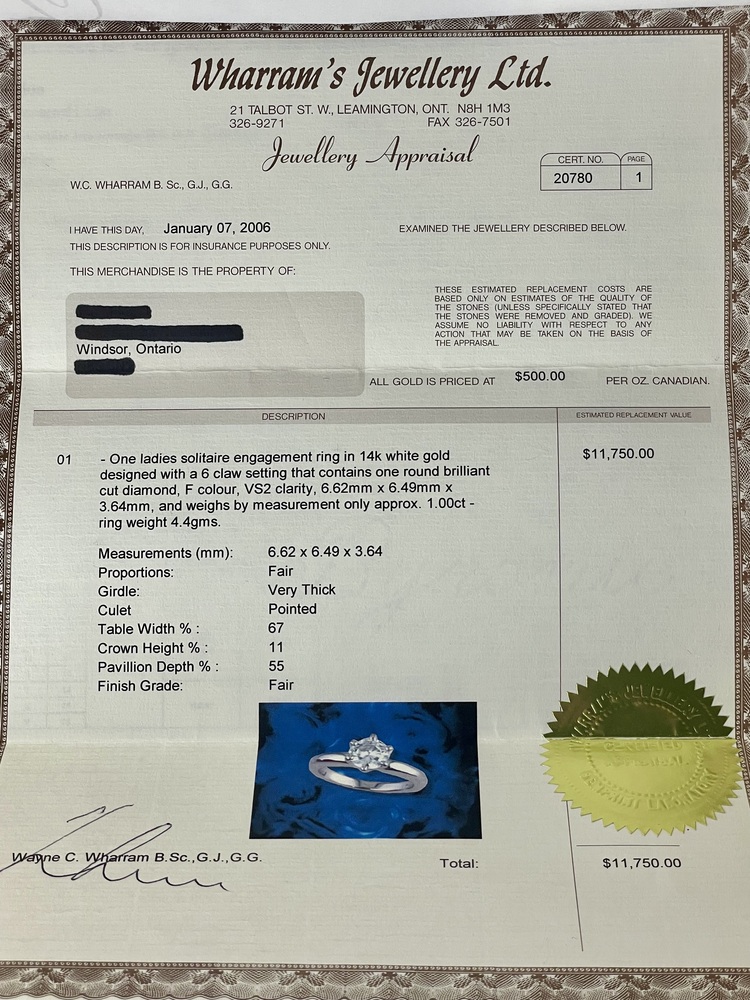 Wharram's Jewellery Ltd.
21 TALBOT ST. W., LEAMINGTON, ONT. N8H 1M3
326-9271 FAX 326-7501
Jewellery Appraisal
CERT. NO. PAGE
20780 1
W.C. WHARRAM B. Sc., G.J., G.G.
I HAVE THIS DAY, January 07, 2006 EXAMINED THE JEWELLERY DESCRIBED BELOW.
THIS DESCRIPTION IS FOR INSURANCE PURPOSES ONLY.
THIS MERCHANDISE IS THE PROPERTY OF:
Windsor, Ontario
THESE ESTIMATED REPLACEMENT COSTS ARE
BASED ONLY ON ESTIMATES OF THE QUALITY OF
THE STONES (UNLESS SPECIFICALLY STATED THAT
THE STONES WERE REMOVED AND GRADED). WE
ASSUME NO LIABILITY WITH RESPECT TO ANY
ACTION THAT MAY BE TAKEN ON THE BASIS OF
THE APPRAISAL.
ALL GOLD IS PRICED AT $500.00 PER OZ. CANADIAN.
DESCRIPTION ESTIMATED REPLACEMENT VALUE
01 - One ladies solitaire engagement ring in 14k white gold $11,750.00
designed with a 6 claw setting that contains one round brilliant
cut diamond, F colour, VS2 clarity, 6.62mm x 6.49mm x
3.64mm, and weighs by measurement only approx. 1.00ct -
ring weight 4.4gms.
Measurements (mm): 6.62 x 6.49 x 3.64
Proportions: Fair
Girdle: Very Thick
Culet Pointed
Table Width % : 67
Crown Height % : 11
Pavillion Depth % : 55
Finish Grade: Fair
Wayne C. Wharram B.Sc.,G.J.,G.G.
Total: $11,750.00